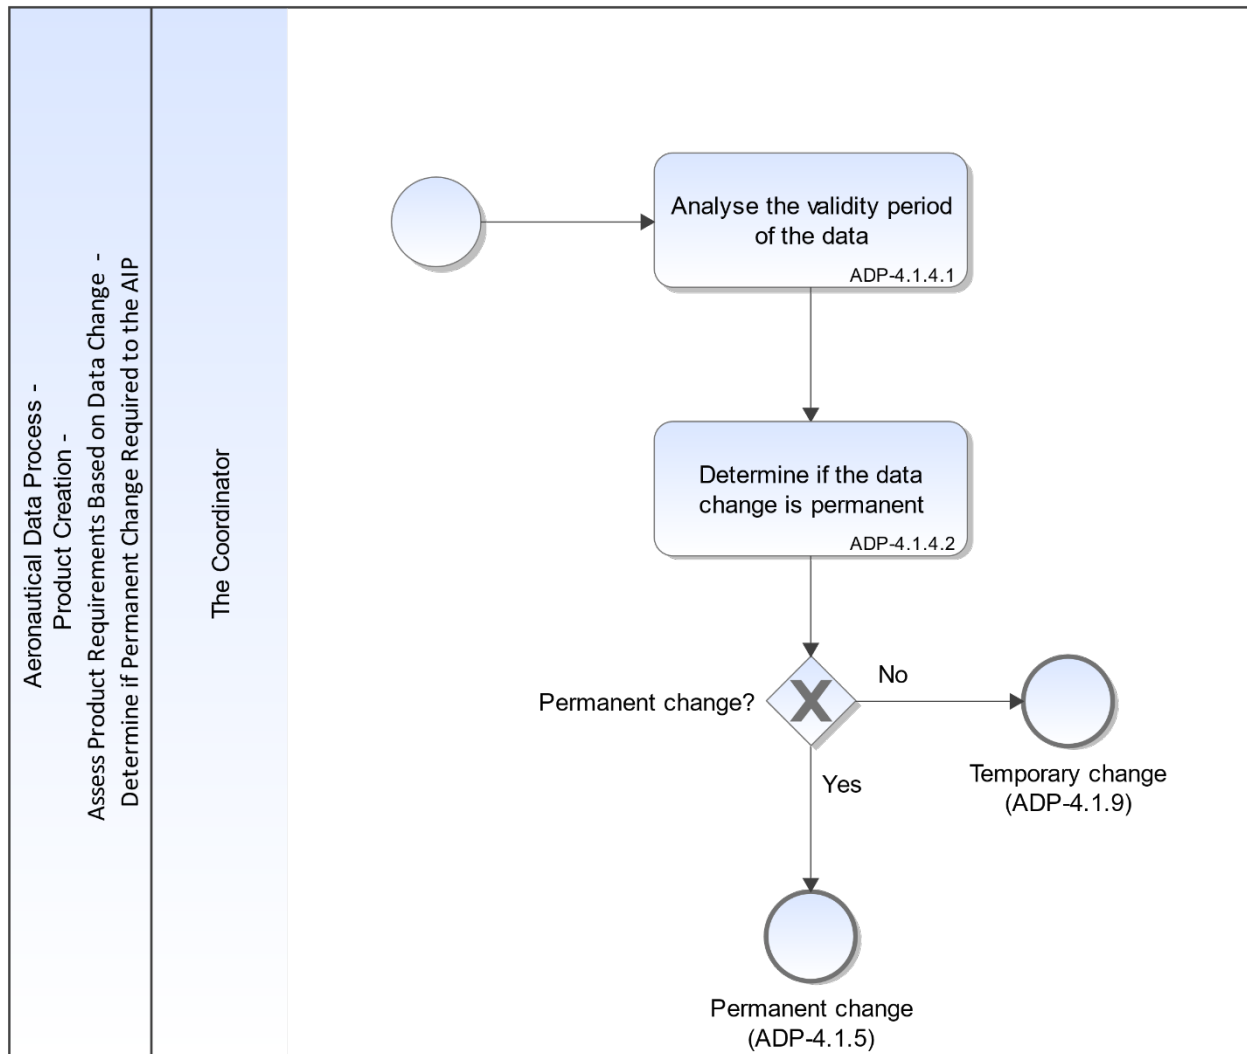 Aeronautical Data Process -
Product Creation -
Assess Product Requirements Based on Data Change -
Determine if Permanent Change Required to the AIP
The Coordinator
Analyse the validity period
of the data
ADP-4.1.4.1
Determine if the data
change is permanent
ADP-4.1.4.2
Permanent change?
X
No
Yes
Temporary change
(ADP-4.1.9)
Permanent change
(ADP-4.1.5)